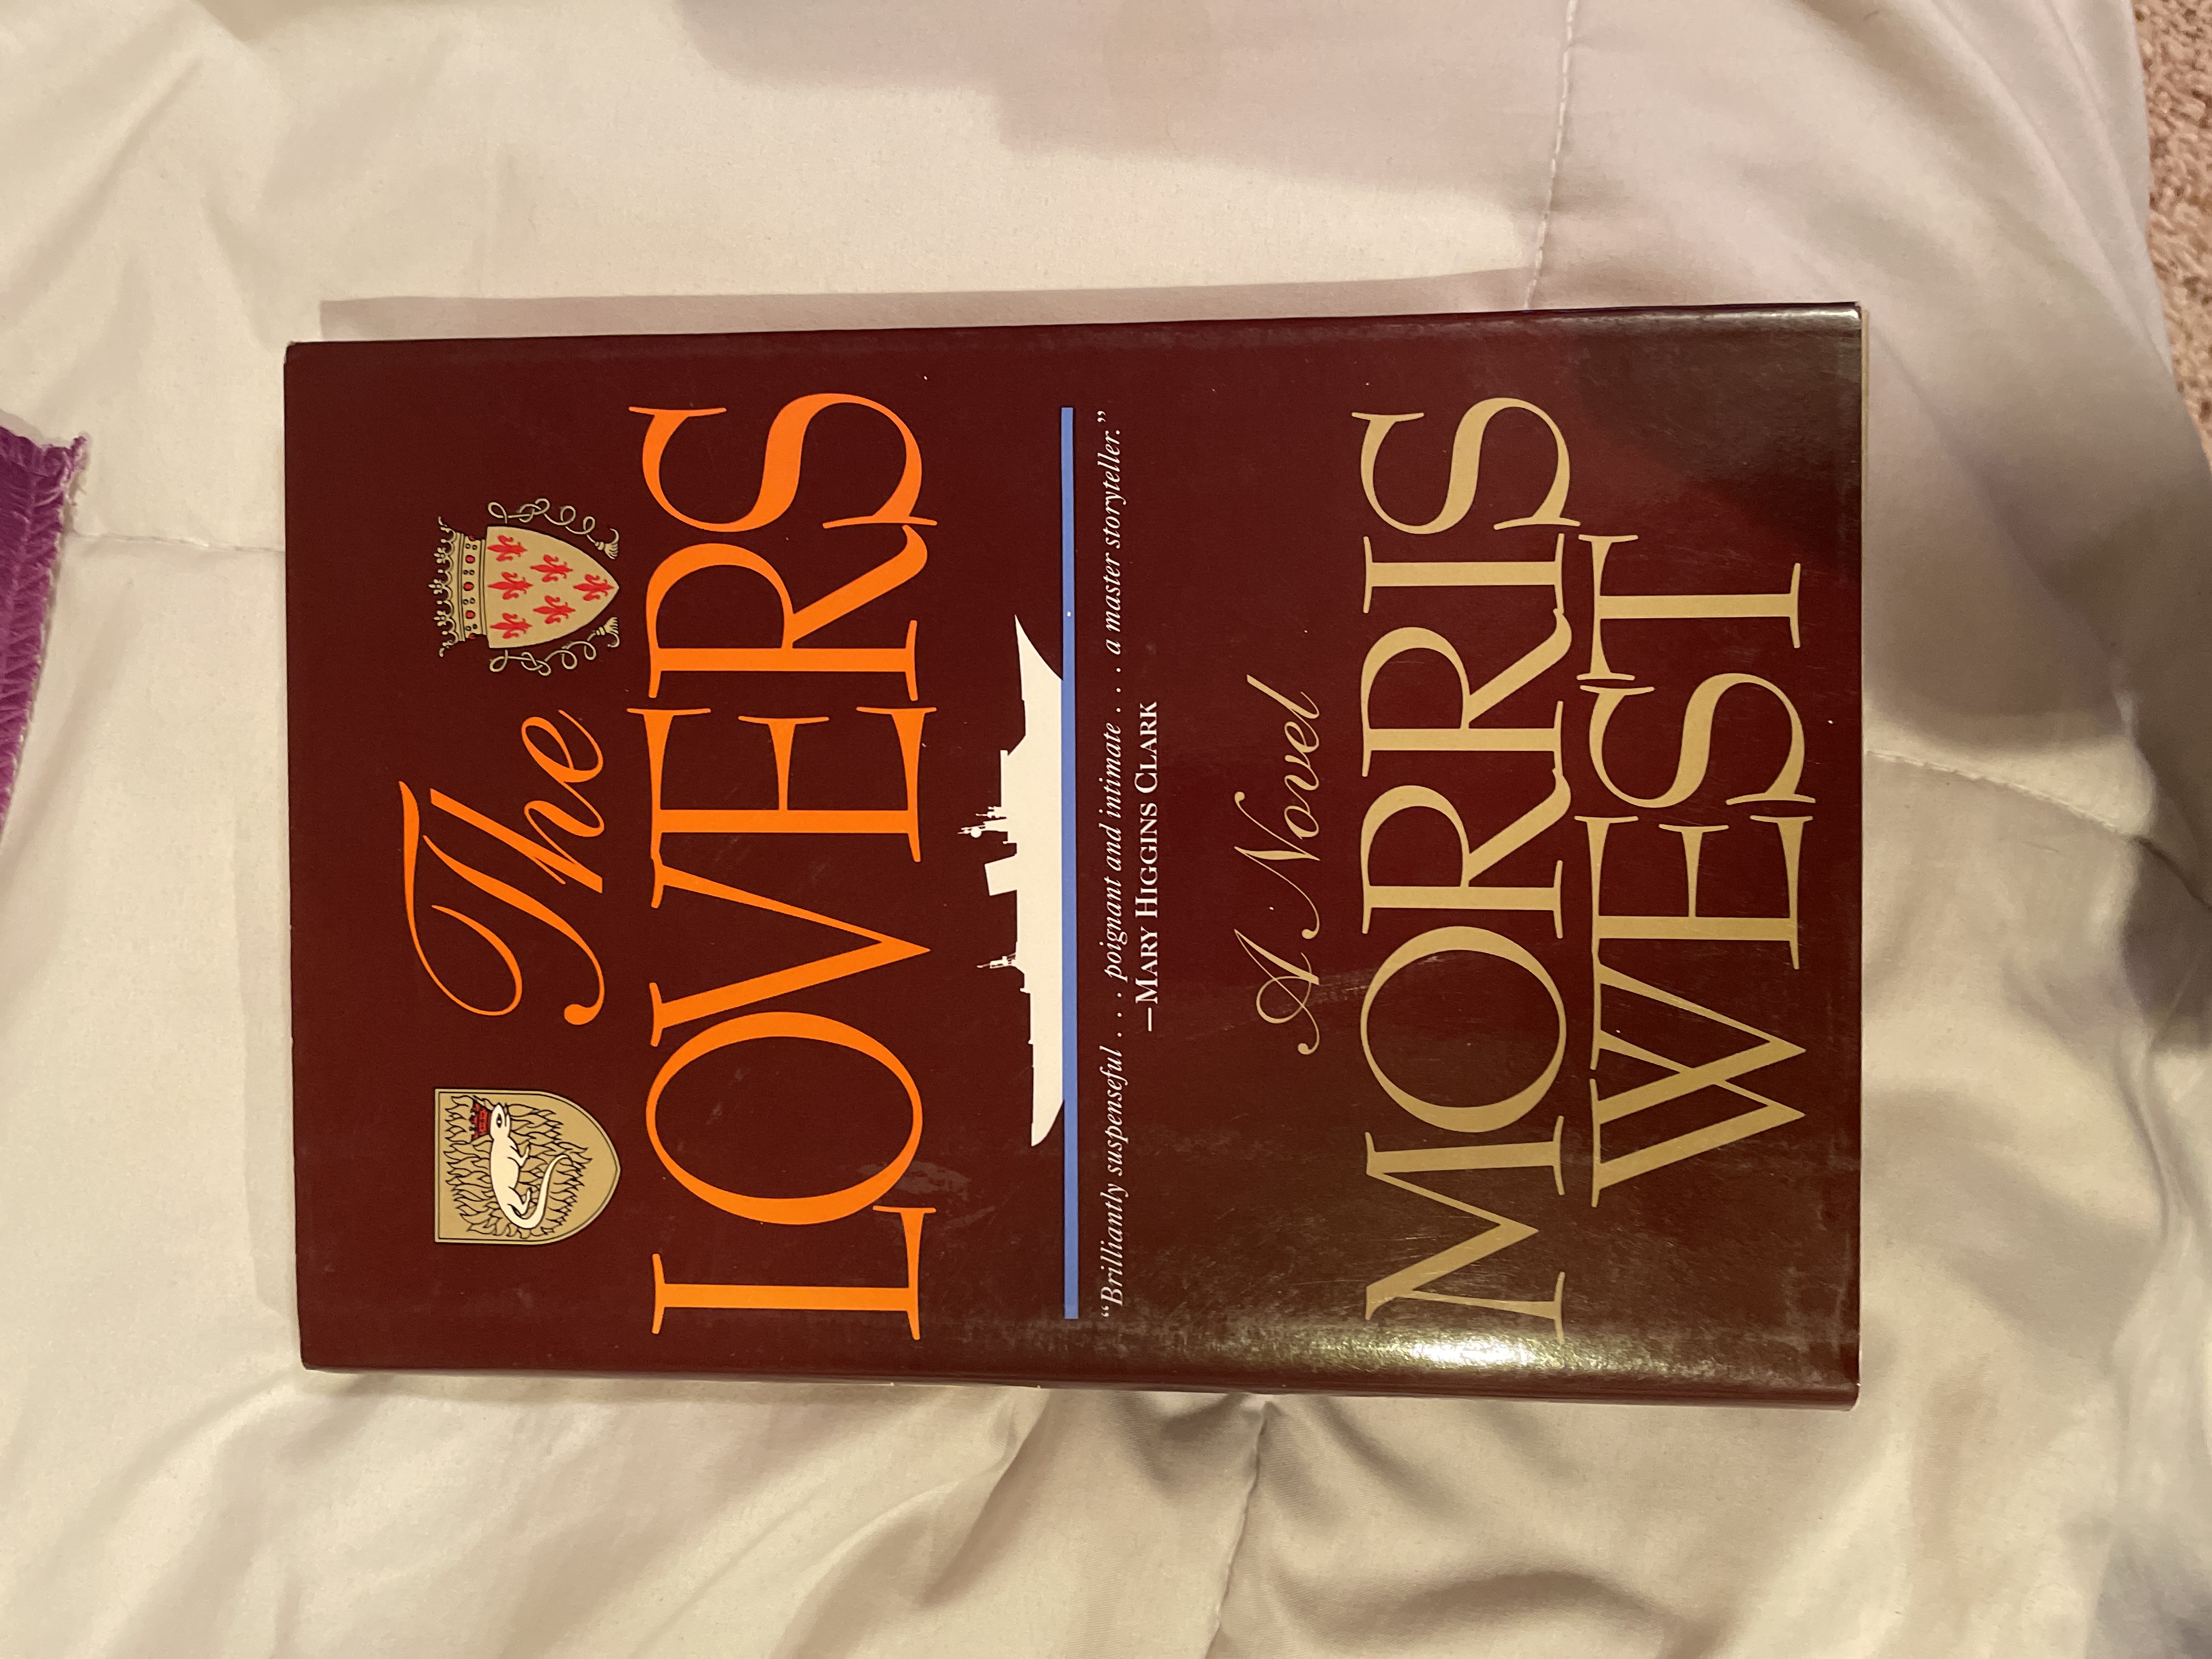 The
LOVERS
“Brilliantly suspenseful . . . poignant and intimate . . . a master storyteller.”
—MARY HIGGINS CLARK
A Novel
MORRIS
WEST